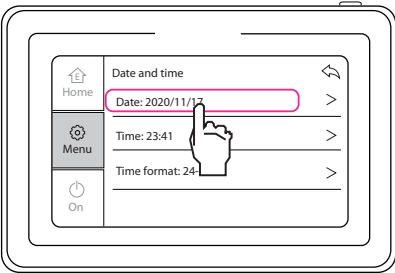 Date and time
E
Home
Date: 2020/11/17
Menu
Time: 23:41
Time format: 24-
On